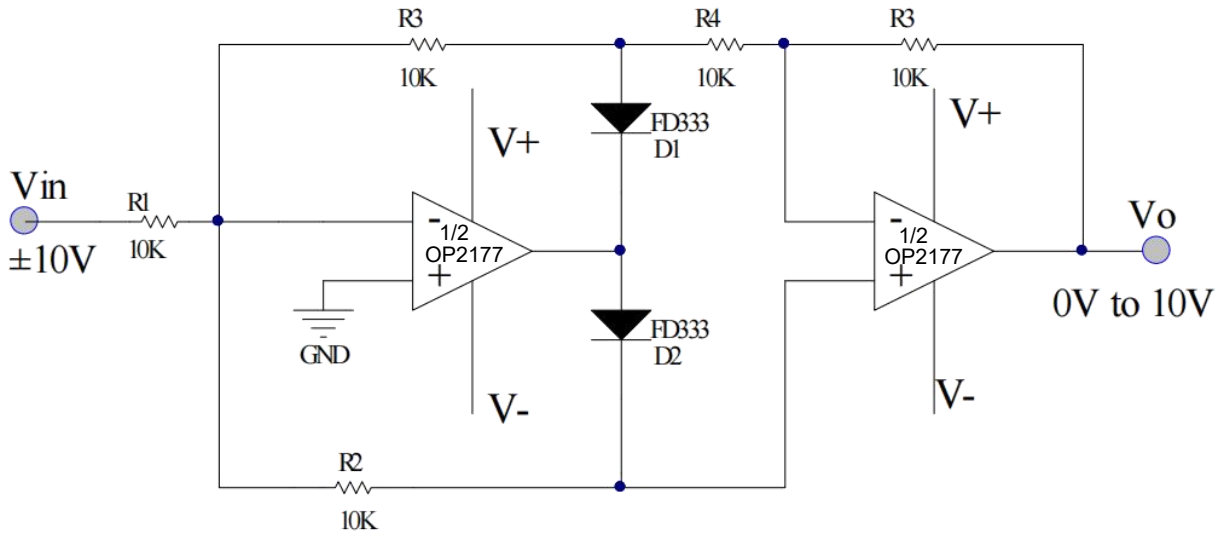 R3
10K
R4
10K
R3
10K
V+
FD333
D1
V+
Vin
±10V
R1
10K
-
1/2
OP2177
+
-
1/2
OP2177
+
Vo
0V to 10V
GND
FD333
D2
V-
V-
R2
10K